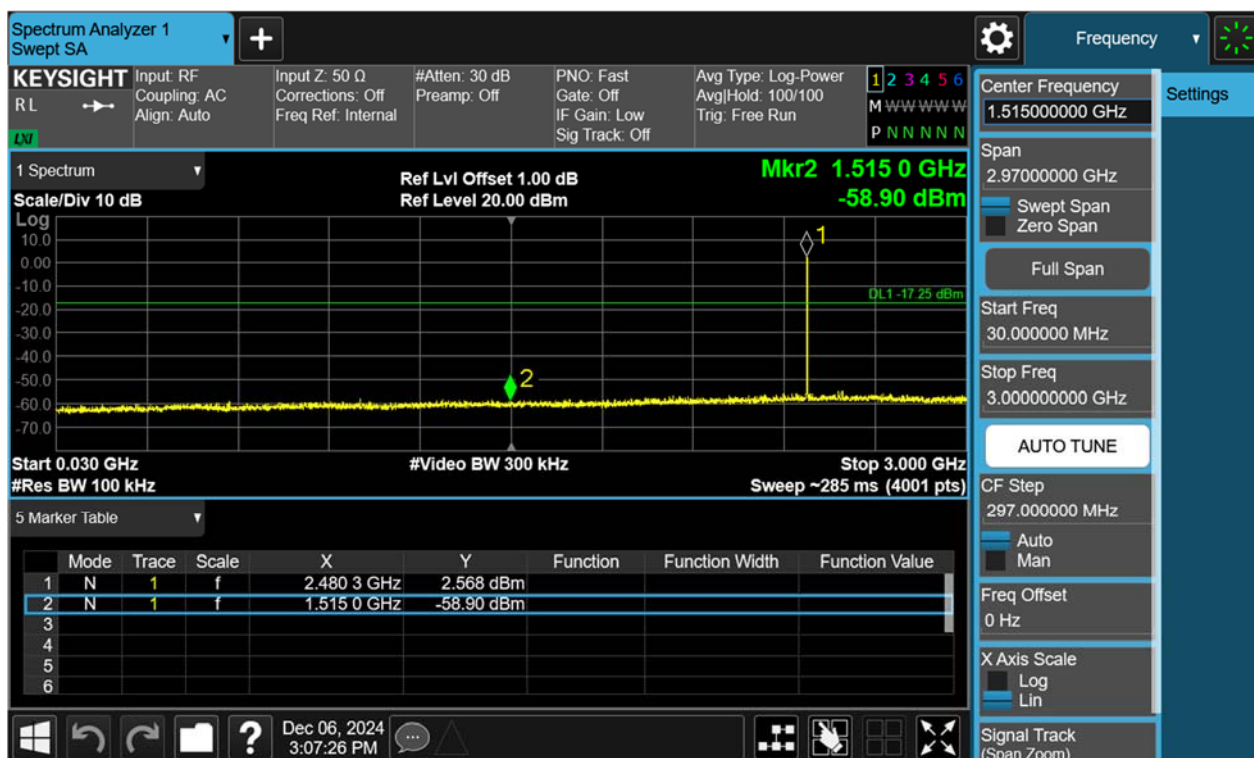 Spectrum Analyzer 1
Swept SA
+
Frequency
KEYSIGHT
RL
LXI
Input: RF
Coupling: AC
Align: Auto
Input Z: 50 Ω
Corrections: Off
Freq Ref: Internal
#Atten: 30 dB
Preamp: Off
PNO: Fast
Gate: Off
IF Gain: Low
Sig Track: Off
Avg Type: Log-Power
Avg|Hold: 100/100
Trig: Free Run
1 2 3 4 5 6
M W W W W W
P N N N N N
1 Spectrum
Scale/Div 10 dB
Ref Lvl Offset 1.00 dB
Ref Level 20.00 dBm
Mkr2 1.515 0 GHz
-58.90 dBm
Log
10.0
0.00
-10.0
-20.0
-30.0
-40.0
-50.0
-60.0
-70.0
1
DL1 -17.25 dBm
2
Start 0.030 GHz
#Res BW 100 kHz
#Video BW 300 kHz
Stop 3.000 GHz
Sweep ~285 ms (4001 pts)
5 Marker Table
Mode Trace Scale X Y Function Function Width Function Value
1 N 1 f 2.480 3 GHz 2.568 dBm
2 N 1 f 1.515 0 GHz -58.90 dBm
3
4
5
6
?
Dec 06, 2024
3:07:26 PM
Center Frequency
1.515000000 GHz
Settings
Span
2.97000000 GHz
Swept Span
Zero Span
Full Span
Start Freq
30.000000 MHz
Stop Freq
3.000000000 GHz
AUTO TUNE
CF Step
297.000000 MHz
Auto
Man
Freq Offset
0 Hz
X Axis Scale
Log
Lin
Signal Track
(Span Zoom)